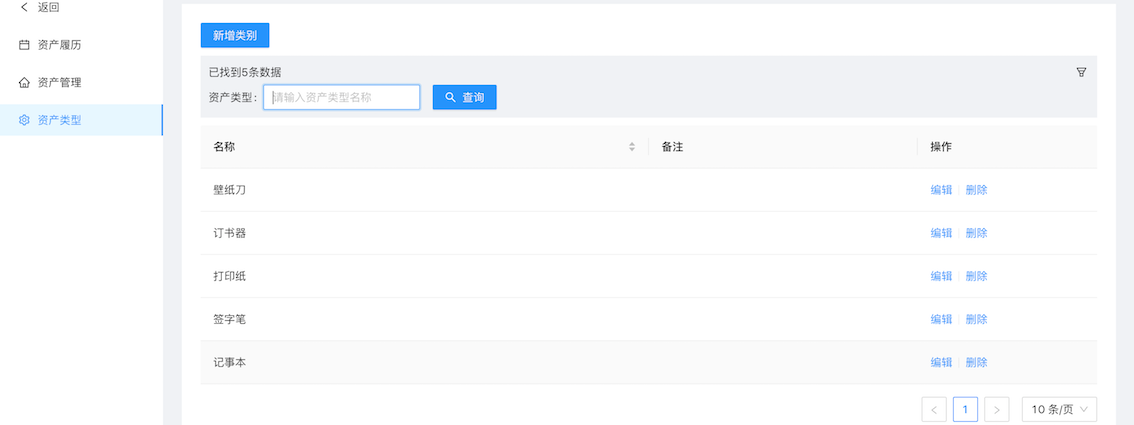 返回
资产履历
资产管理
资产类型
新增类别
已找到5条数据
资产类型： 请输入资产类型名称 查询
名称 备注 操作
壁纸刀 编辑 删除
订书器 编辑 删除
打印纸 编辑 删除
签字笔 编辑 删除
记事本 编辑 删除
1 10 条/页